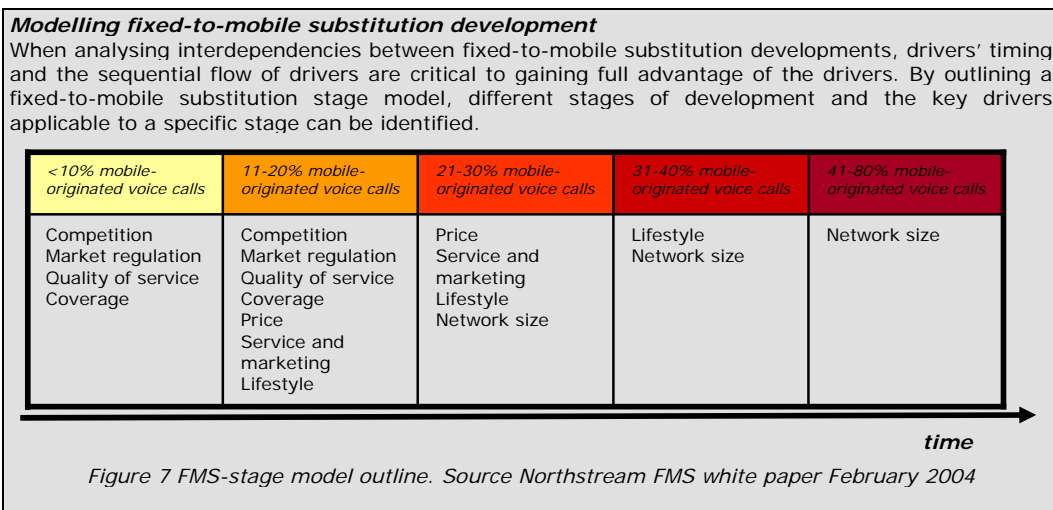 Modelling fixed-to-mobile substitution development
When analysing interdependencies between fixed-to-mobile substitution developments, drivers' timing
and the sequential flow of drivers are critical to gaining full advantage of the drivers. By outlining a
fixed-to-mobile substitution stage model, different stages of development and the key drivers
applicable to a specific stage can be identified.
<10% mobile-
originated voice calls
Competition
Market regulation
Quality of service
Coverage
11-20% mobile-
originated voice calls
Competition
Market regulation
Quality of service
Coverage
Price
Service and
marketing
Lifestyle
21-30% mobile-
originated voice calls
Price
Service and
marketing
Lifestyle
Network size
31-40% mobile-
originated voice calls
Lifestyle
Network size
41-80% mobile-
originated voice calls
Network size
time
Figure 7 FMS-stage model outline. Source Northstream FMS white paper February 2004